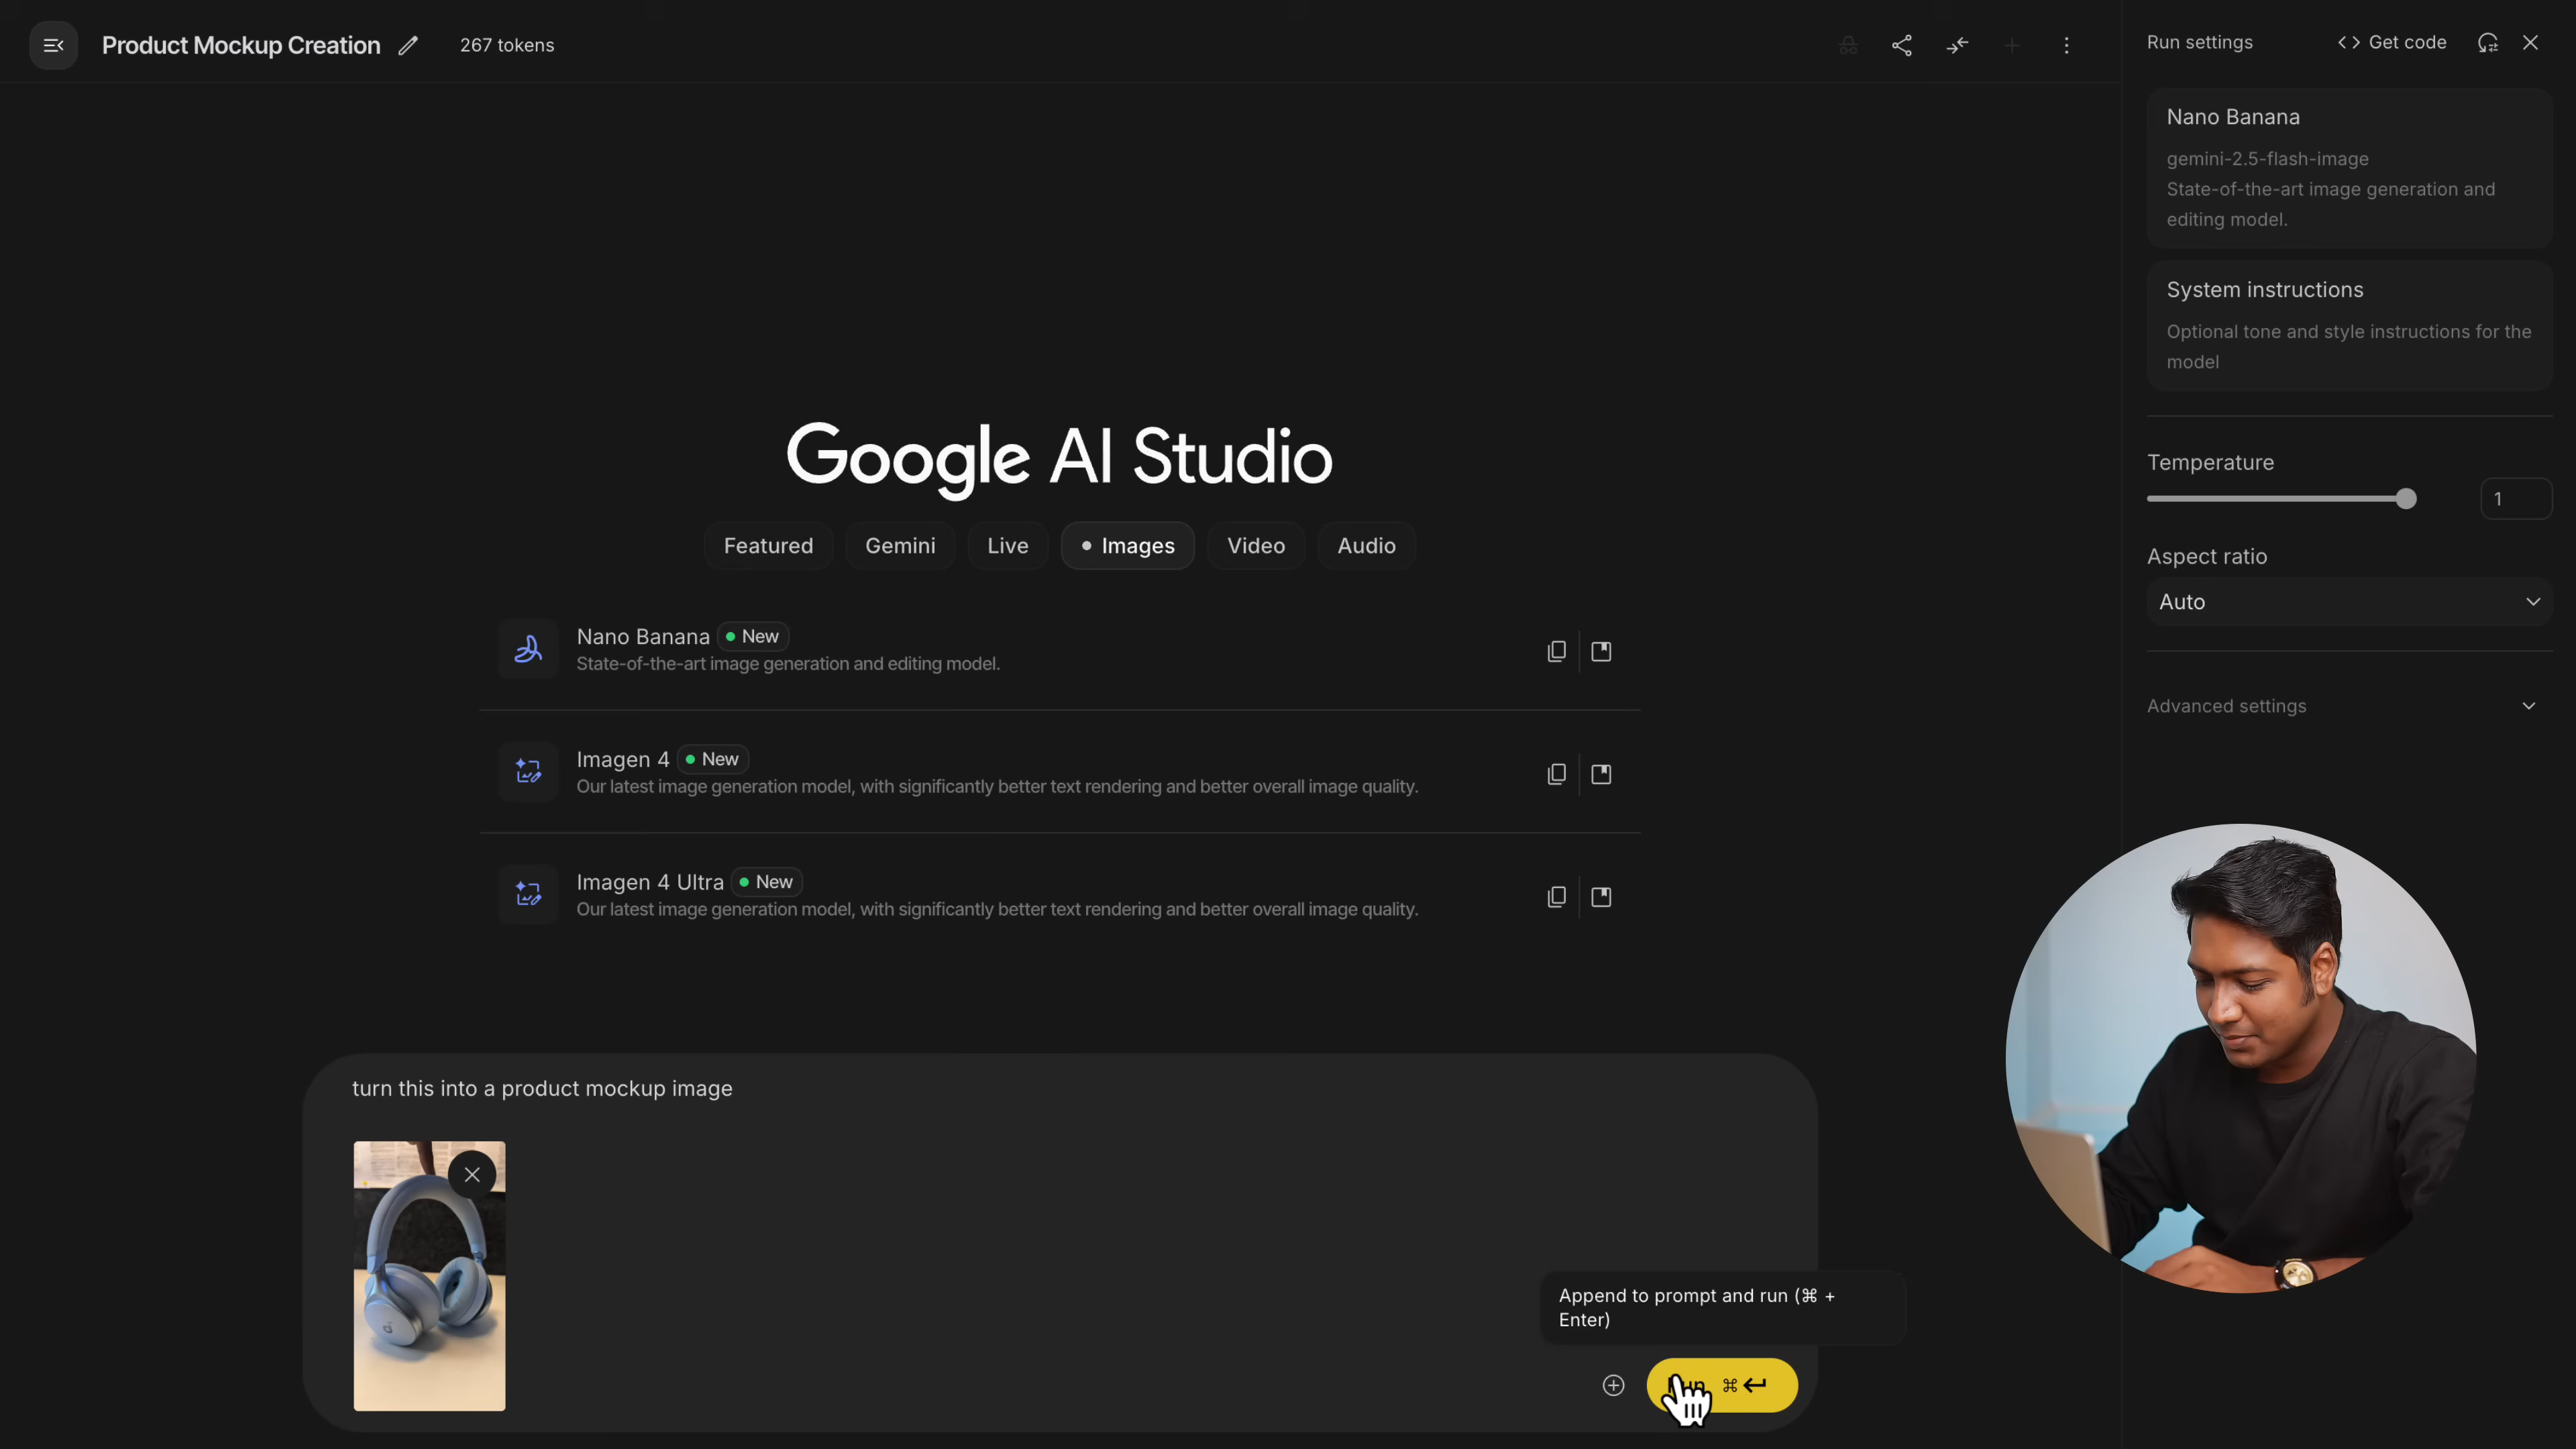 Product Mockup Creation
267 tokens
Run settings
Get code
Nano Banana
gemini-2.5-flash-image
State-of-the-art image generation and
editing model.
System instructions
Optional tone and style instructions for the
model
Temperature
1
Aspect ratio
Auto
Advanced settings
Google AI Studio
Featured
Gemini
Live
Images
Video
Audio
Nano Banana New
State-of-the-art image generation and editing model.
Imagen 4 New
Our latest image generation model, with significantly better text rendering and better overall image quality.
Imagen 4 Ultra New
Our latest image generation model, with significantly better text rendering and better overall image quality.
turn this into a product mockup image
Append to prompt and run (⌘ +
Enter)
⌘